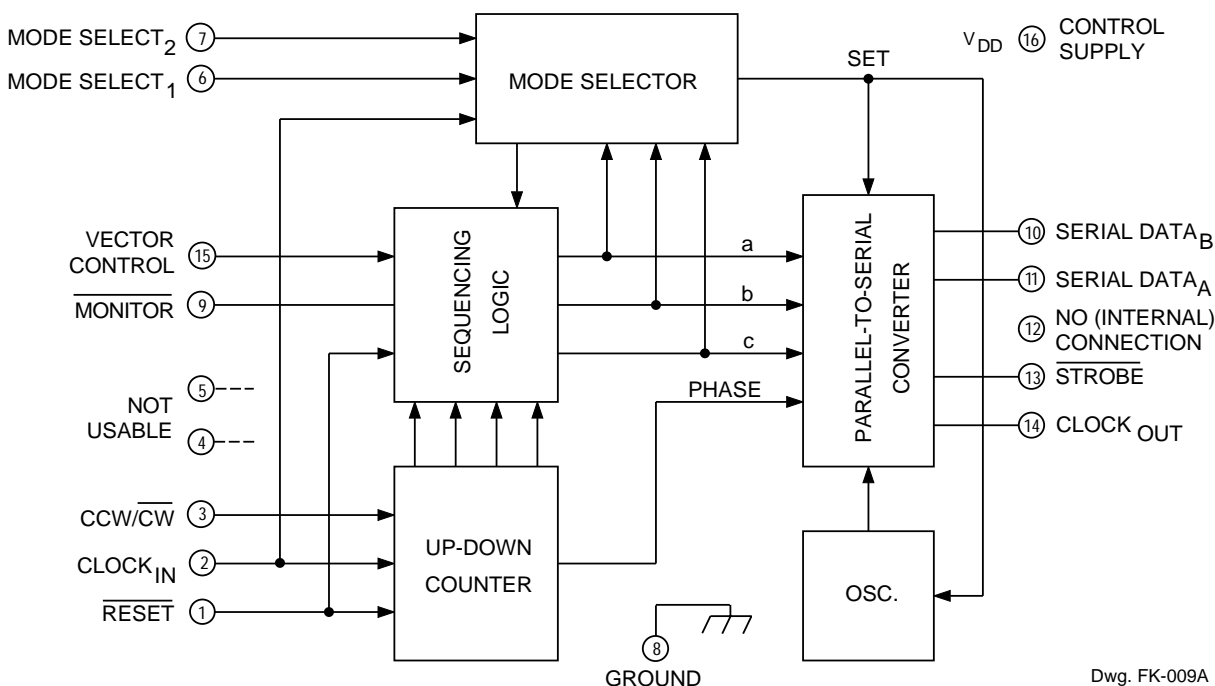 MODE SELECT2 7
MODE SELECT1 6
MODE SELECTOR
SET
VDD 16 CONTROL
SUPPLY
VECTOR
CONTROL 15
MONITOR 9
5
NOT
USABLE
4
CCW/CW 3
CLOCKIN 2
RESET 1
SEQUENCING
LOGIC
a
b
c
PHASE
UP-DOWN
COUNTER
PARALLEL-TO-SERIAL
CONVERTER
OSC.
8
GROUND
10 SERIAL DATAB
11 SERIAL DATAA
12 NO (INTERNAL)
CONNECTION
13 STROBE
14 CLOCK OUT
Dwg. FK-009A